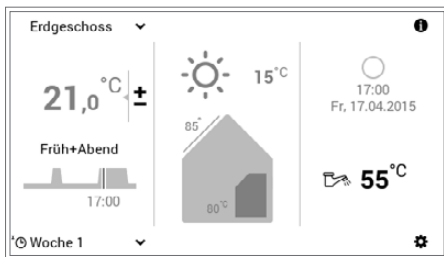 Erdgeschoss
21,0 °C ±
Früh+Abend
17:00
Woche 1
15 °C
85°
80 °C
17:00
Fr, 17.04.2015
55 °C